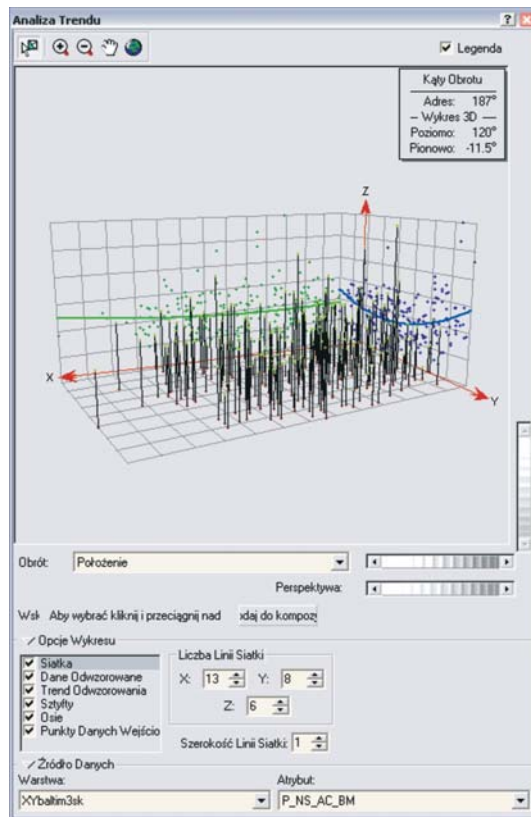 Analiza Trendu
Legenda
Kąty Obrotu
Adres: 187°
– Wykres 3D —
Poziomo: 120°
Pionowo: -11.5°
Z
X
Y
Obrót: Położenie
Perspektywa:
Wsk Aby wybrać kliknij i przeciągnij nad odaj do kompozy
Opcje Wykresu
Siatka
Dane Odwzorowane
Trend Odwzorowania
Sztyfty
Osie
Punkty Danych Wejścio
Liczba Linii Siatki
X: 13 Y: 8
Z: 6
Szerokość Linii Siatki: 1
Źródło Danych
Warstwa: Atrybut:
XYbaltim3sk P_NS_AC_BM